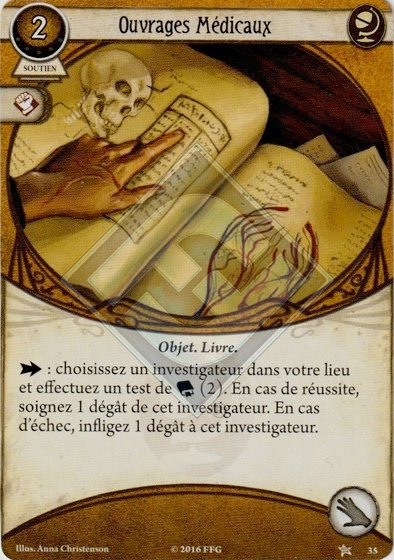 2
Ouvrages Médicaux
SOUTIEN
Objet. Livre.
: choisissez un investigateur dans votre lieu
et effectuez un test de (2). En cas de réussite,
soignez 1 dégât de cet investigateur. En cas
d'échec, infligez 1 dégât à cet investigateur.
Illus. Anna Christenson
© 2016 FFG
35